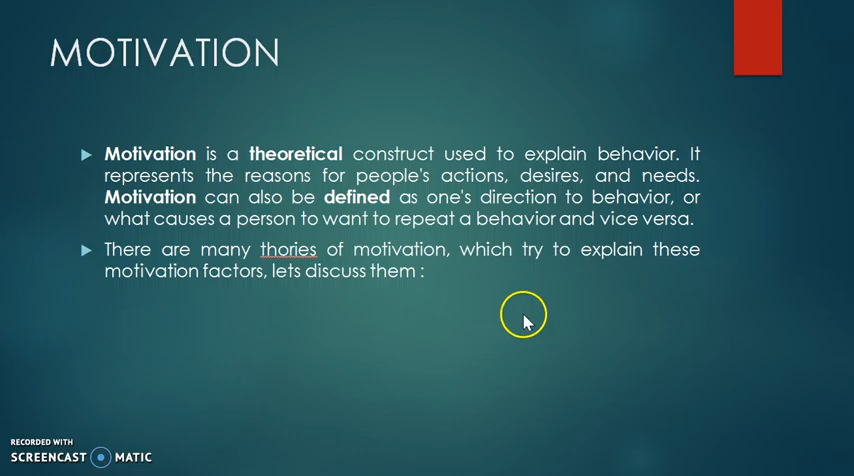 MOTIVATION
Motivation is a theoretical construct used to explain behavior. It
represents the reasons for people's actions, desires, and needs.
Motivation can also be defined as one's direction to behavior, or
what causes a person to want to repeat a behavior and vice versa.
There are many thories of motivation, which try to explain these
motivation factors, lets discuss them :
RECORDED WITH
SCREENCAST MATIC